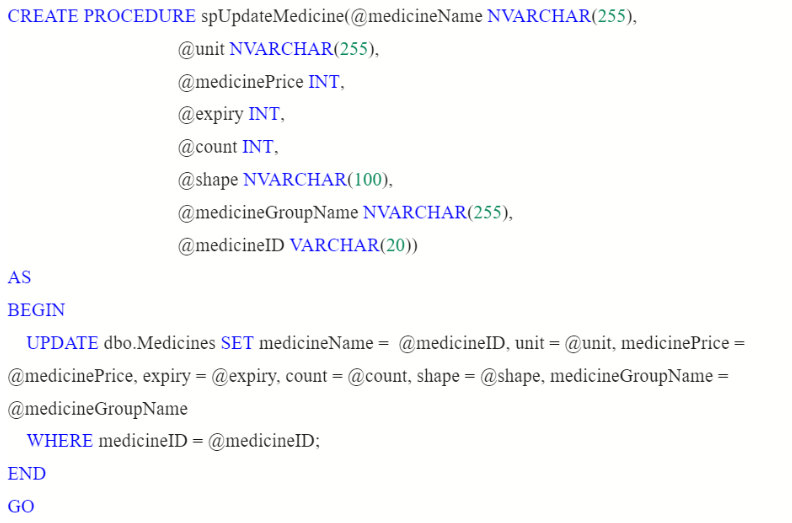 CREATE PROCEDURE spUpdateMedicine(@medicineName NVARCHAR(255),
@unit NVARCHAR(255),
@medicinePrice INT,
@expiry INT,
@count INT,
@shape NVARCHAR(100),
@medicineGroupName NVARCHAR(255),
@medicineID VARCHAR(20))
AS
BEGIN
UPDATE dbo.Medicines SET medicineName = @medicineID, unit = @unit, medicinePrice =
@medicinePrice, expiry = @expiry, count = @count, shape = @shape, medicineGroupName =
@medicineGroupName
WHERE medicineID = @medicineID;
END
GO